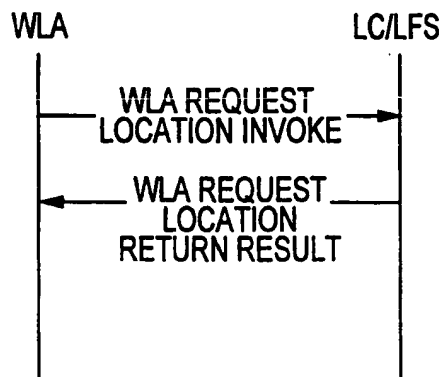 WLA
LC/LFS
WLA REQUEST
LOCATION INVOKE
WLA REQUEST
LOCATION
RETURN RESULT